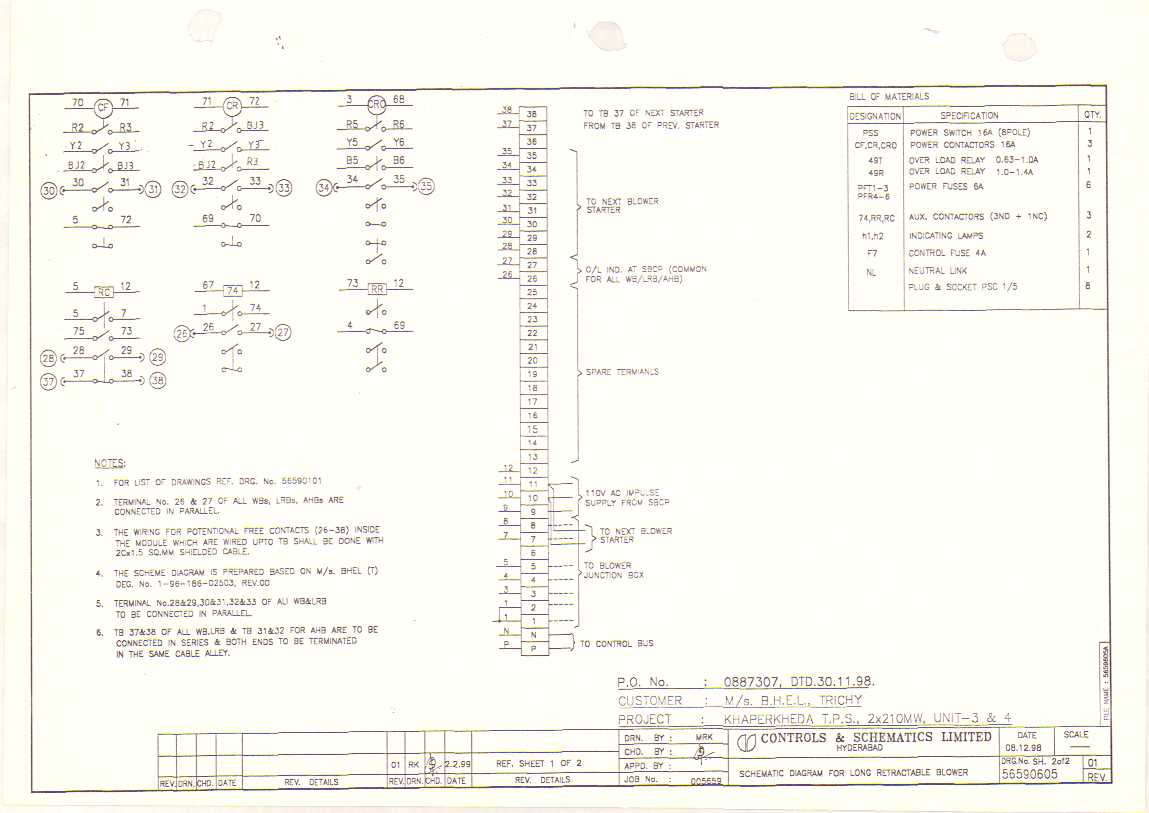 70 CF 71
R2 R3
Y2 Y3
BJ2 BJ3
30 30 31 31
5 72
71 CR 72
R2 BJ3
Y2 Y3
BJ2 R3
32 32 33 33
69 70
3 CRO 68
R5 R6
Y5 Y6
B5 B6
34 34 35 35
5 RC 12
5 7
75 73
28 28 29 29
37 37 38 38
67 74 12
1 74
26 26 27 27
73 RR 12
4 69
NOTES:
1. FOR LIST OF DRAWINGS REF. DRG. No. 56590101
2. TERMINAL No. 26 & 27 OF ALL WBs, LRBs, AHBs ARE
CONNECTED IN PARALLEL.
3. THE WIRING FOR POTENTIONAL FREE CONTACTS (26-38) INSIDE
THE MODULE WHICH ARE WIRED UPTO TB SHALL BE DONE WITH
2Cx1.5 SQ.MM SHIELDED CABLE.
4. THE SCHEME DIAGRAM IS PREPARED BASED ON M/s. BHEL (T)
DEG. No. 1-96-186-02503, REV.00
5. TERMINAL No.28&29,30&31,32&33 OF ALL WB&LRB
TO BE CONNECTED IN PARALLEL.
6. TB 37&38 OF ALL WB,LRB & TB 31&32 FOR AHB ARE TO BE
CONNECTED IN SERIES & BOTH ENDS TO BE TERMINATED
IN THE SAME CABLE ALLEY.
38 38
37 37
36
35 35
34 34
33 33
32 32
31 31
30 30
29 29
28 28
27 27
26 26
25
24
23
22
21
20
19
18
17
16
15
14
13
12 12
11 11
10 10
9 9
8 8
7 7
6
5 5
4 4
3 3
1 2
1 1
N N
P P
TO TB 37 OF NEXT STARTER
FROM TB 38 OF PREV. STARTER
TO NEXT BLOWER
STARTER
O/L IND. AT SBCP (COMMON
FOR ALL WB/LRB/AHB)
SPARE TERMIANLS
110V AC IMPULSE
SUPPLY FROM SBCP
TO NEXT BLOWER
STARTER
TO BLOWER
JUNCTION BOX
TO CONTROL BUS
BILL OF MATERIALS
DESIGNATION SPECIFICATION QTY.
PSS POWER SWITCH 16A (8POLE) 1
CF,CR,CRO POWER CONTACTORS 16A 3
49T OVER LOAD RELAY 0.63-1.0A 1
49R OVER LOAD RELAY 1.0-1.4A 1
PFT1-3 POWER FUSES 6A 6
PFR4-6
74,RR,RC AUX. CONTACTORS (3NO + 1NC) 3
h1,h2 INDICATING LAMPS 2
F7 CONTROL FUSE 4A 1
NL NEUTRAL LINK 1
PLUG & SOCKET PSC 1/5 8
FILE NAME : 5659605A
P.O. No. : 0887307, DTD.30.11.98.
CUSTOMER : M/s. B.H.E.L., TRICHY
PROJECT : KHAPERKHEDA T.P.S., 2x210MW, UNIT-3 & 4
DRN. BY : MRK
CHD. BY :
APPD. BY :
JOB No. : 005659
CONTROLS & SCHEMATICS LIMITED
HYDERABAD
SCHEMATIC DIAGRAM FOR LONG RETRACTABLE BLOWER
DATE
08.12.98
SCALE
DRG.No. SH. 2of2
56590605
01
REV.
01 RK 2.2.99 REF. SHEET 1 OF 2
REV. DRN. CHD. DATE REV. DETAILS REV. DRN. CHD. DATE REV. DETAILS